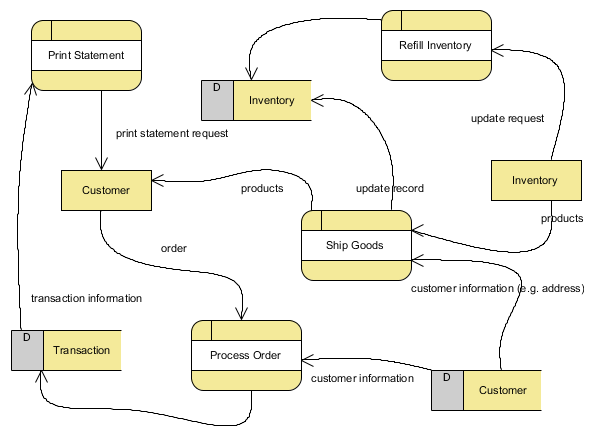 Print Statement
Refill Inventory
D
Inventory
update request
print statement request
Customer
products
update record
Inventory
products
order
Ship Goods
customer information (e.g. address)
transaction information
D
Transaction
Process Order
customer information
D
Customer